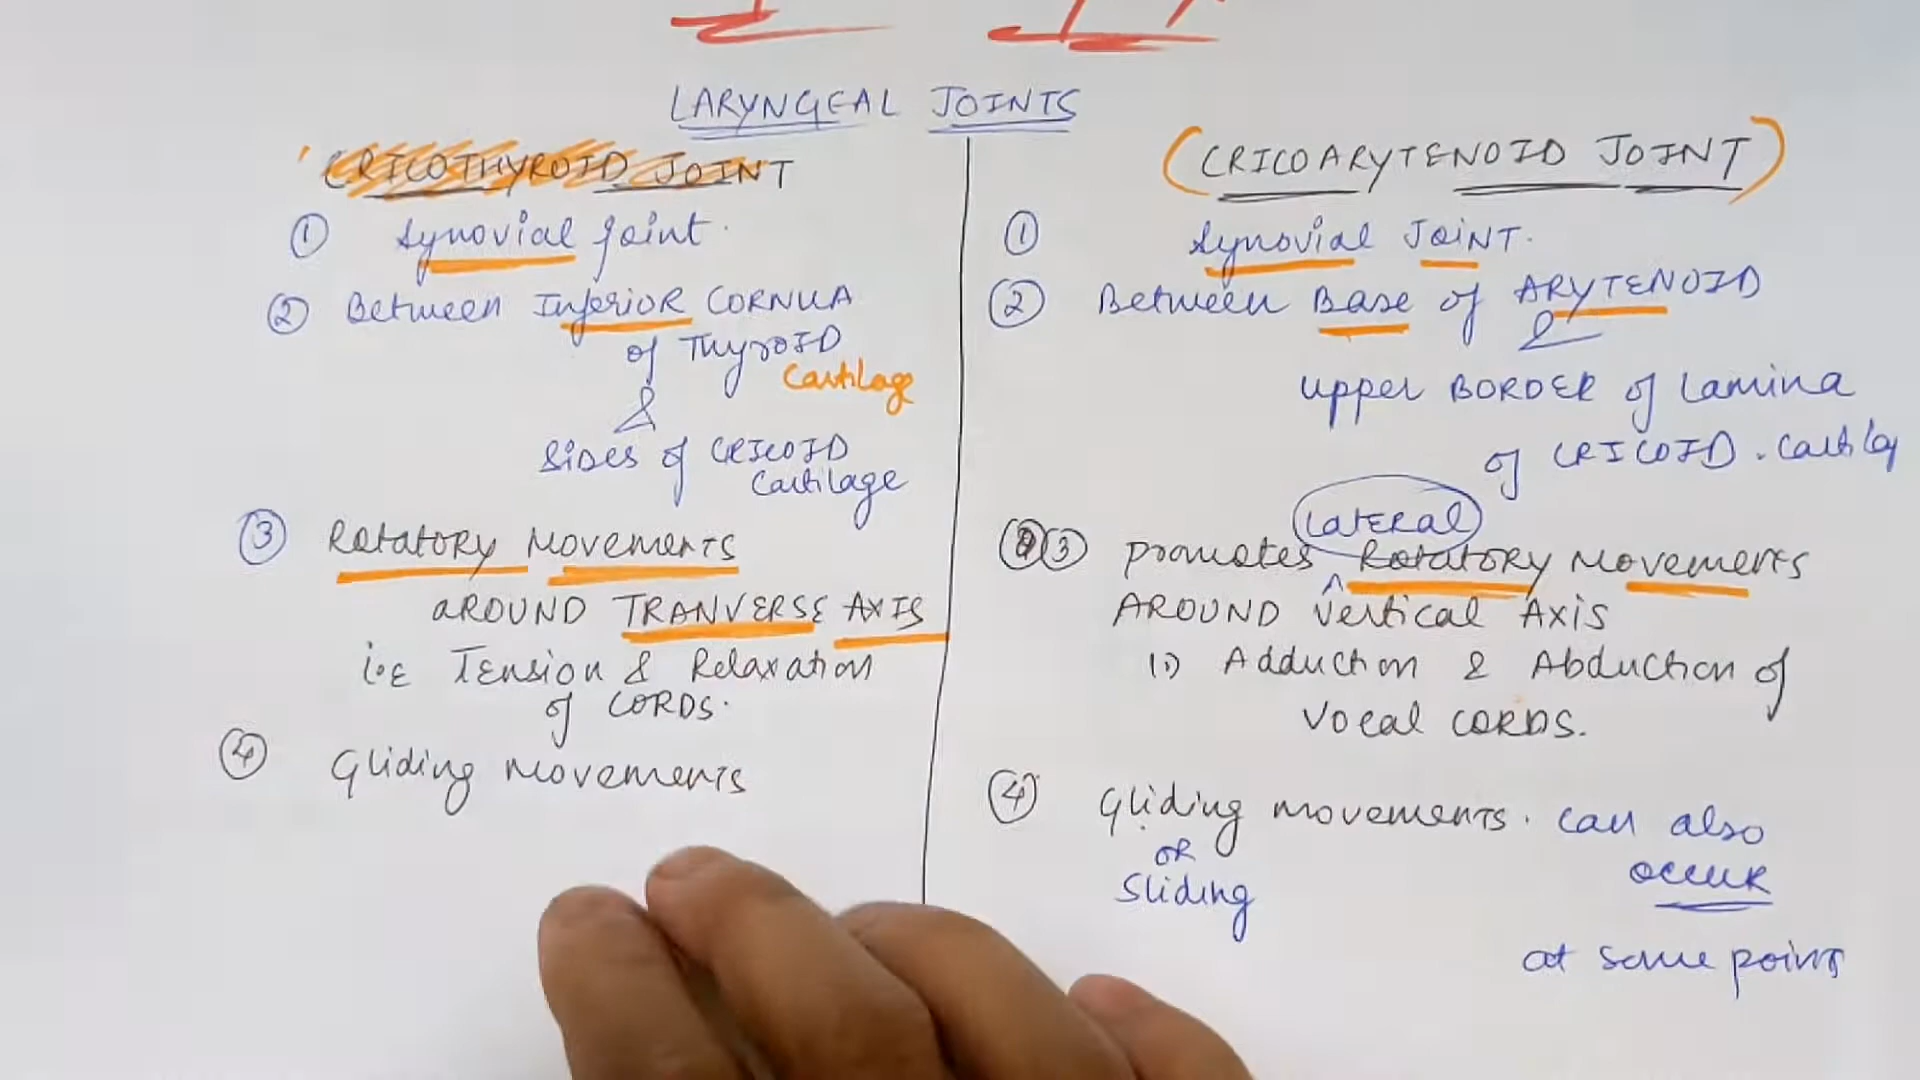 LARYNGEAL JOINTS
CRICOTHYROID JOINT
① Synovial joint.
② Between Inferior CORNUA
of ThyroID
Cartilage
&
Sides of CRICOID
Cartilage
③ Rotatory Movements
aROUND TRANVERSE AXIS
i.e Tension & Relaxation
of CORDS.
④ Gliding Movements
(CRICOARYTENOID JOINT)
① Synovial JOINT.
② Between Base of ARYTENOID
&
upper BORDER of Lamina
of CRICOID. Cartilag
Lateral
③ promotes ^ Rotatory Movements
AROUND Vertical Axis
Adduction & Abduction of
Vocal CORDS.
④ Gliding movements. can also
OR occur
Sliding
at some points